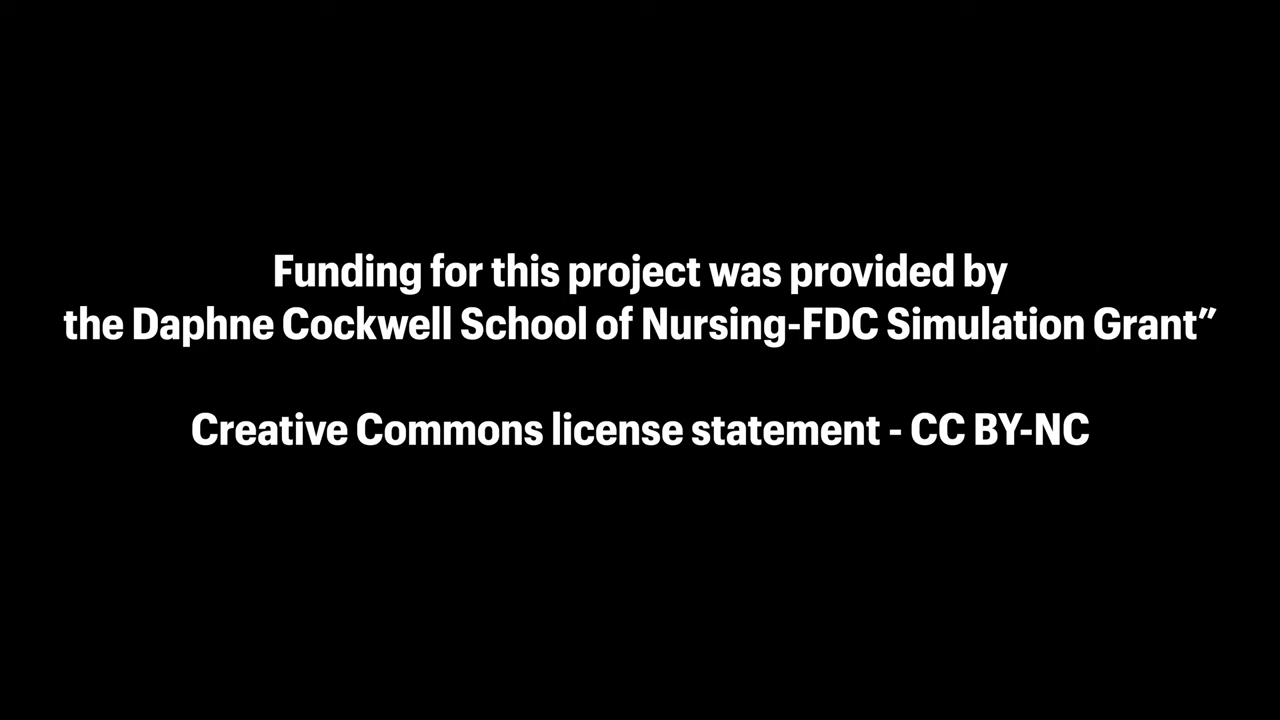 Funding for this project was provided by
the Daphne Cockwell School of Nursing-FDC Simulation Grant”
Creative Commons license statement - CC BY-NC